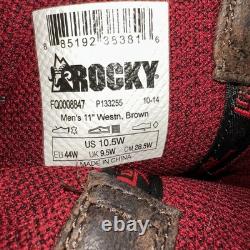 85192 35381 6
ROCKY
FQ0008847 P133255 10-14
Men's 11" Westn, Brown
US 10.5W
EU 44W UK 9.5W CM 28.5W
MADE IN CHINA